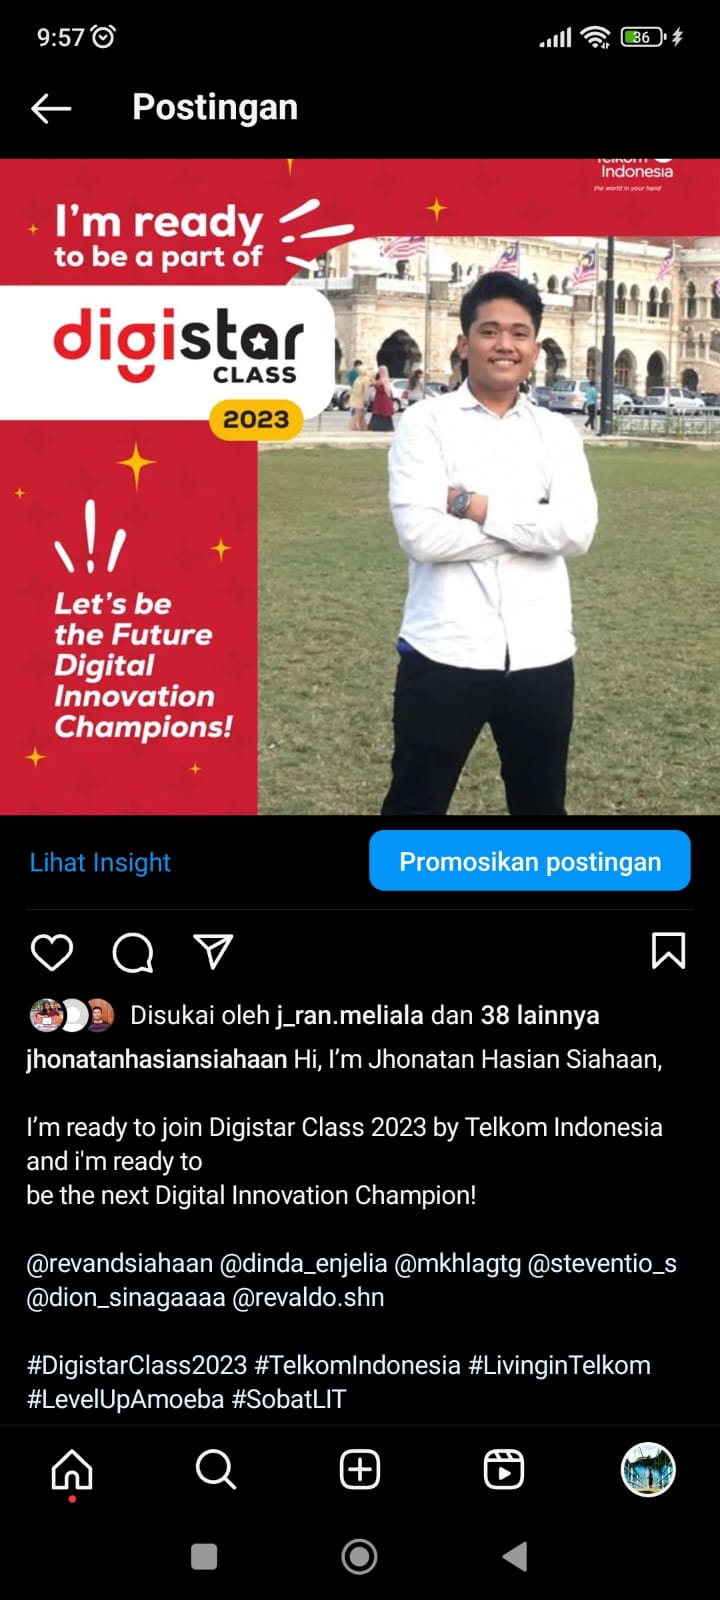 9:57
36
Postingan
Telkom
Indonesia
the world in your hand
I'm ready
to be a part of
digistar
CLASS
2023
Let's be
the Future
Digital
Innovation
Champions!
Lihat Insight
Promosikan postingan
Disukai oleh j_ran.meliala dan 38 lainnya
jhonatanhasiansiahaan Hi, I'm Jhonatan Hasian Siahaan,
I'm ready to join Digistar Class 2023 by Telkom Indonesia
and i'm ready to
be the next Digital Innovation Champion!
@revandsiahaan @dinda_enjelia @mkhlagtg @steventio_s
@dion_sinagaaaa @revaldo.shn
#DigistarClass2023 #TelkomIndonesia #LivinginTelkom
#LevelUpAmoeba #SobatLIT